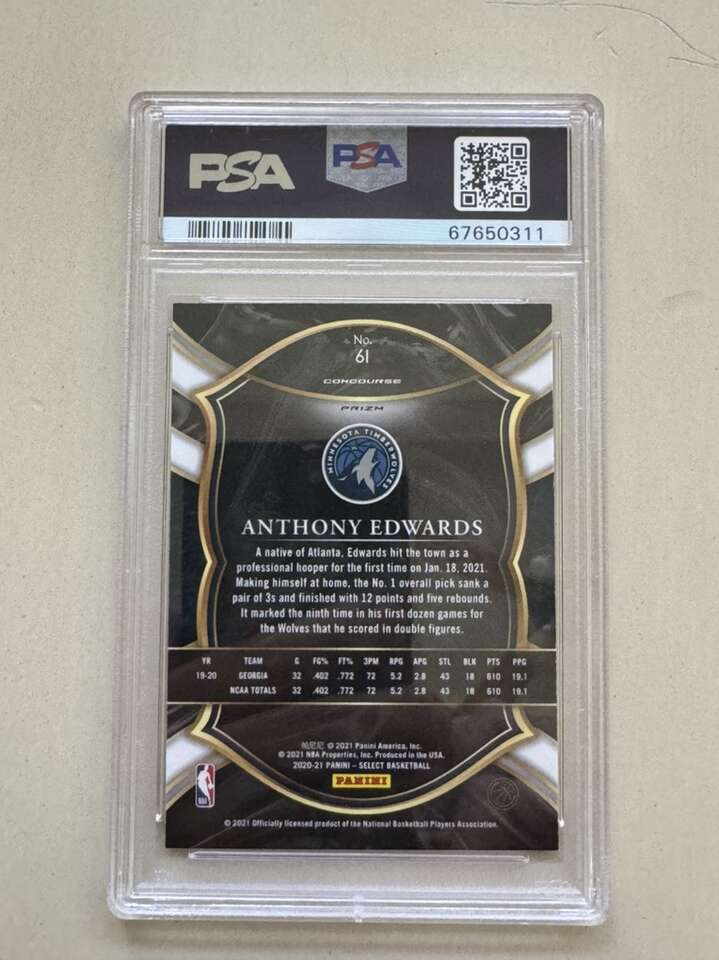 PSA
PSA
67650311
No.
61
CONCOURSE
PRIZM
MINNESOTA TIMBERWOLVES
ANTHONY EDWARDS
A native of Atlanta, Edwards hit the town as a
professional hooper for the first time on Jan. 18, 2021.
Making himself at home, the No. 1 overall pick sank a
pair of 3s and finished with 12 points and five rebounds.
It marked the ninth time in his first dozen games for
the Wolves that he scored in double figures.
YR TEAM G FG% FT% 3PM RPG APG STL BLK PTS PPG
19-20 GEORGIA 32 .402 .772 72 5.2 2.8 43 18 610 19.1
NCAA TOTALS 32 .402 .772 72 5.2 2.8 43 18 610 19.1
帕尼尼 © 2021 Panini America, Inc.
© 2021 NBA Properties, Inc. Produced in the USA.
2020-21 PANINI – SELECT BASKETBALL
PANINI
NBA
© 2021 Officially licensed product of the National Basketball Players Association.